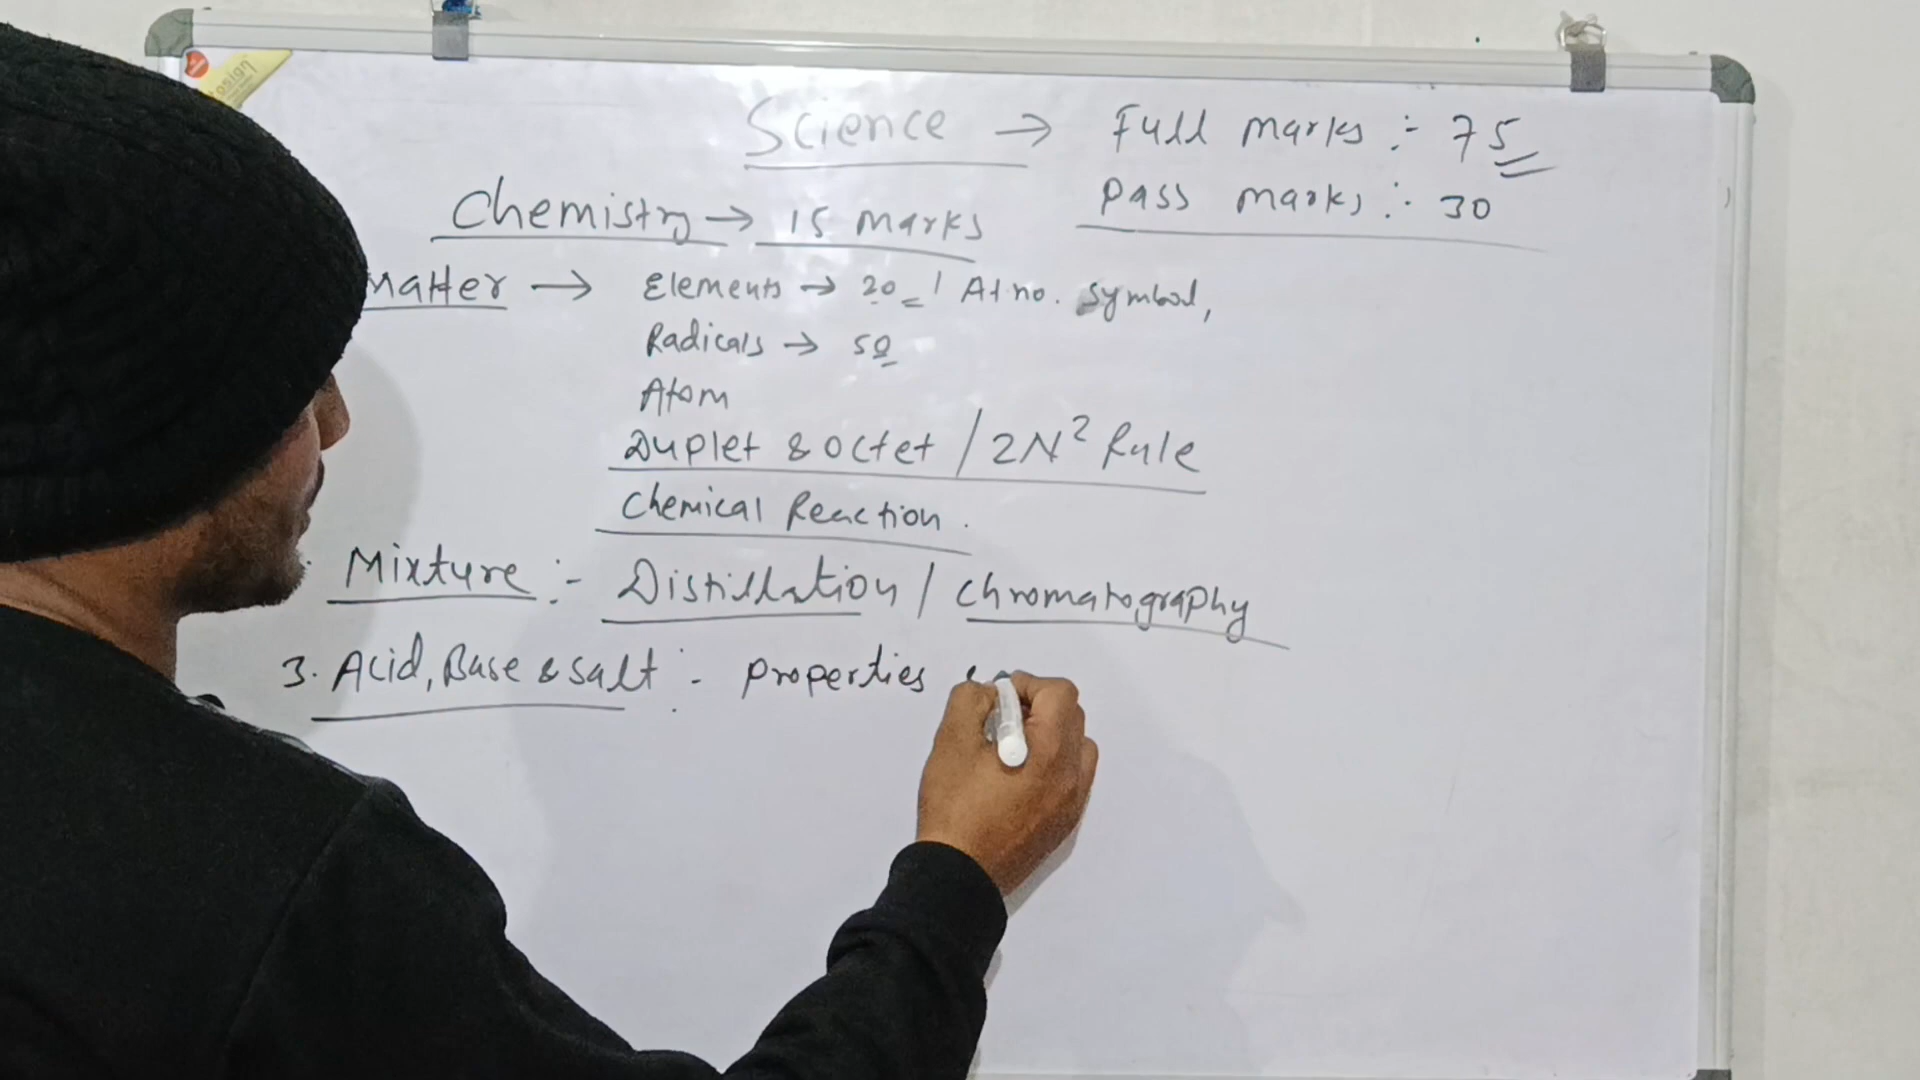 Science → Full marks :- 75
Pass marks :- 30
Chemistry → 15 marks
Matter → Elements → 20 / At no. symbol,
Radicals → 50
Atom
Duplet & Octet / 2N² Rule
Chemical Reaction.
Mixture :- Distillation / Chromatography
3. Acid, Base & Salt :- properties